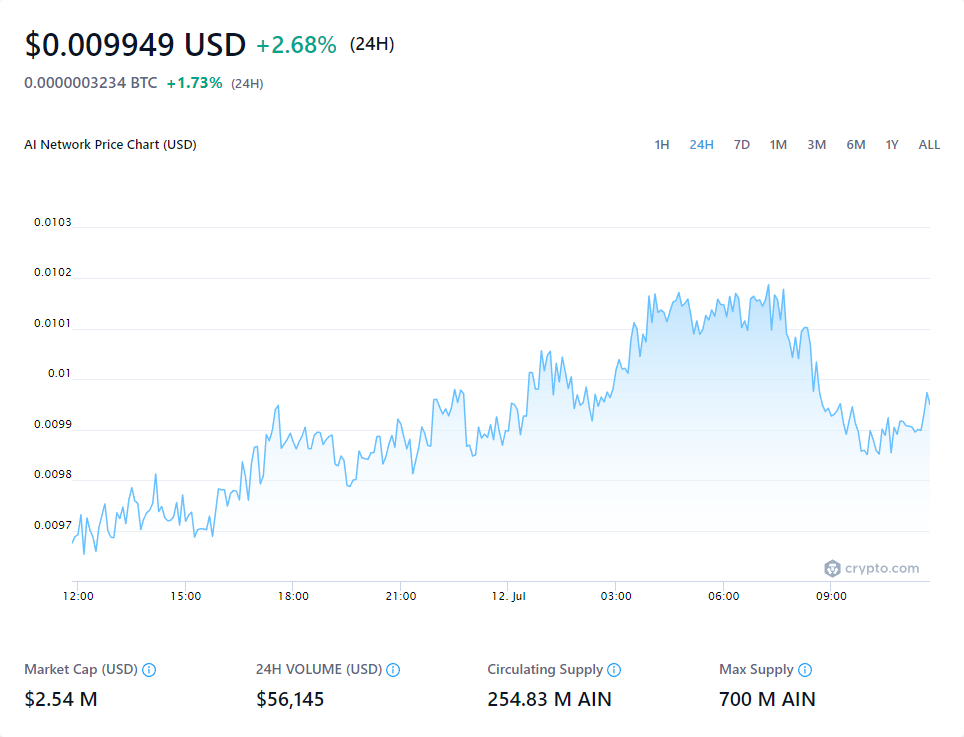 $0.009949 USD +2.68% (24H)
0.0000003234 BTC +1.73% (24H)
AI Network Price Chart (USD) 1H 24H 7D 1M 3M 6M 1Y ALL
0.0103
0.0102
0.0101
0.01
0.0099
0.0098
0.0097
crypto.com
12:00 15:00 18:00 21:00 12. Jul 03:00 06:00 09:00
Market Cap (USD) 24H VOLUME (USD) Circulating Supply Max Supply
$2.54 M $56,145 254.83 M AIN 700 M AIN